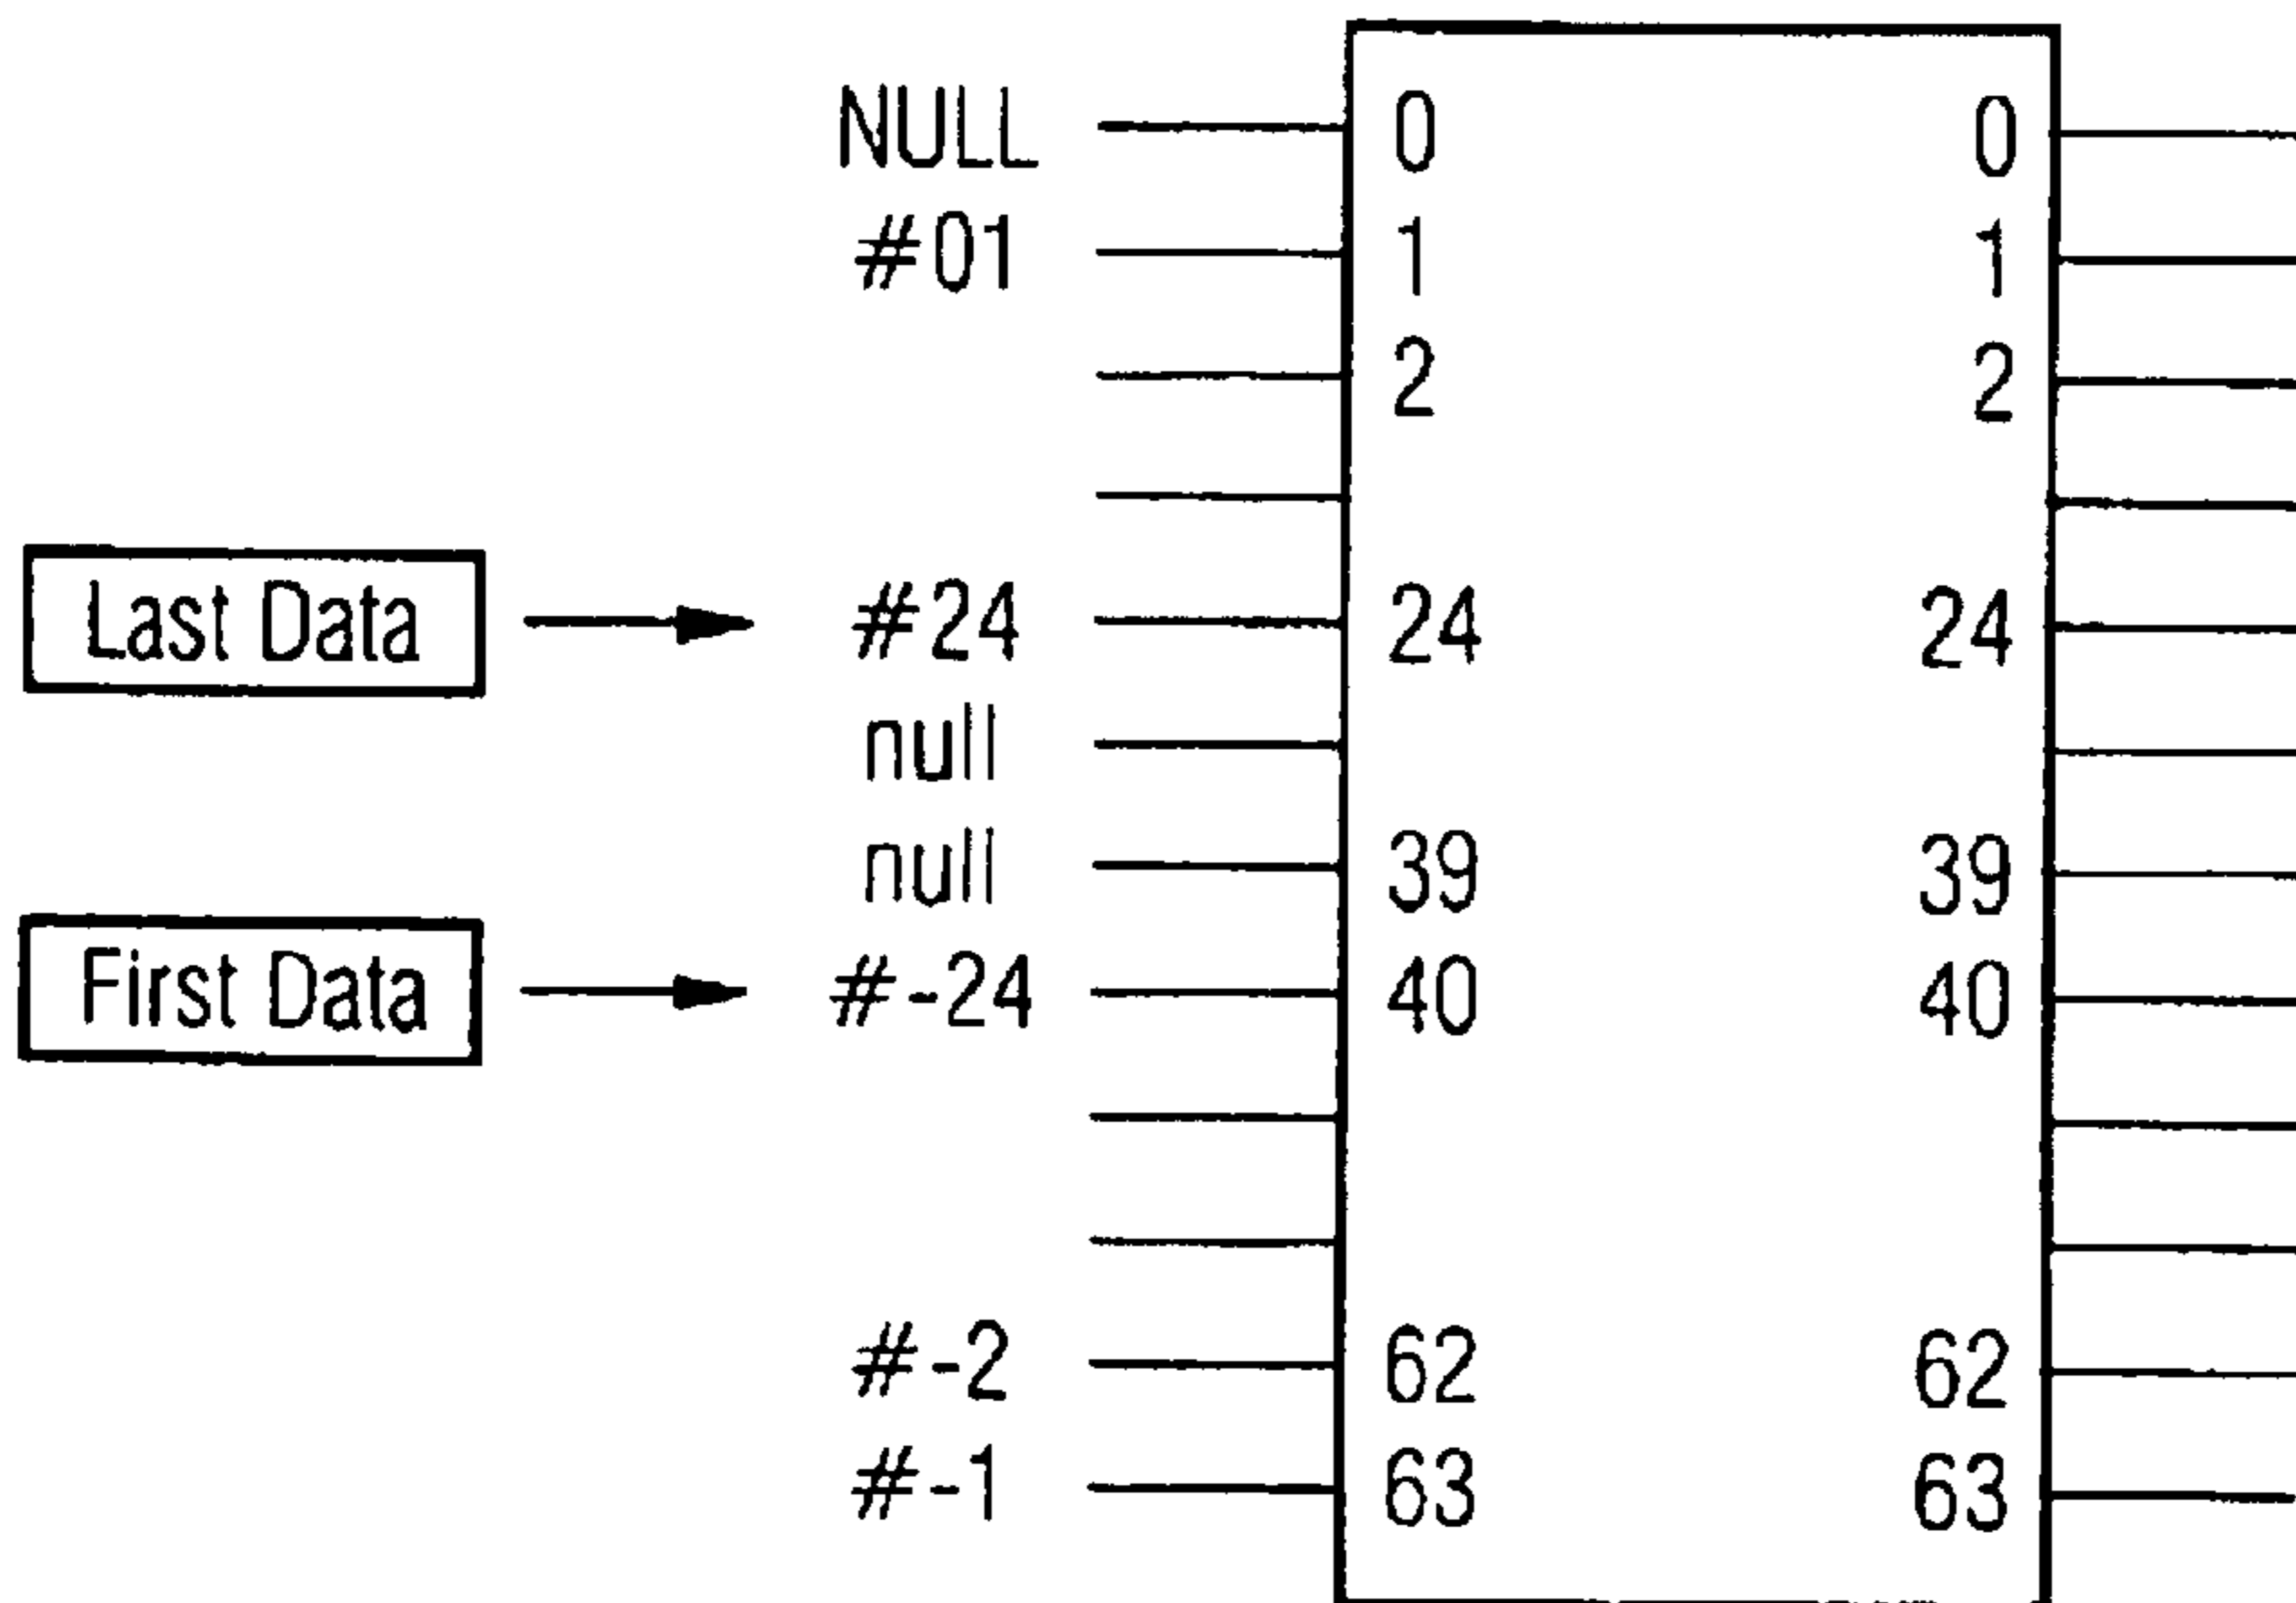 NULL 0 0
#01 1 1
2 2
Last Data #24 24 24
null
null 39 39
First Data #-24 40 40
#-2 62 62
#-1 63 63